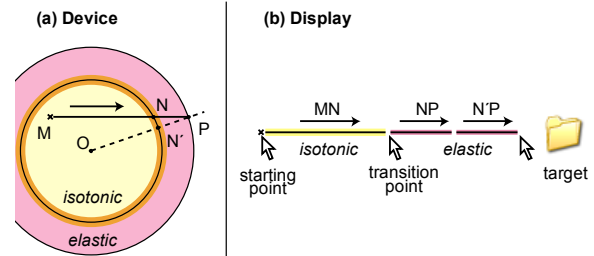 (a) Device
M
N
P
O
N´
isotonic
elastic
(b) Display
MN
NP
N´P
isotonic
elastic
starting
point
transition
point
target